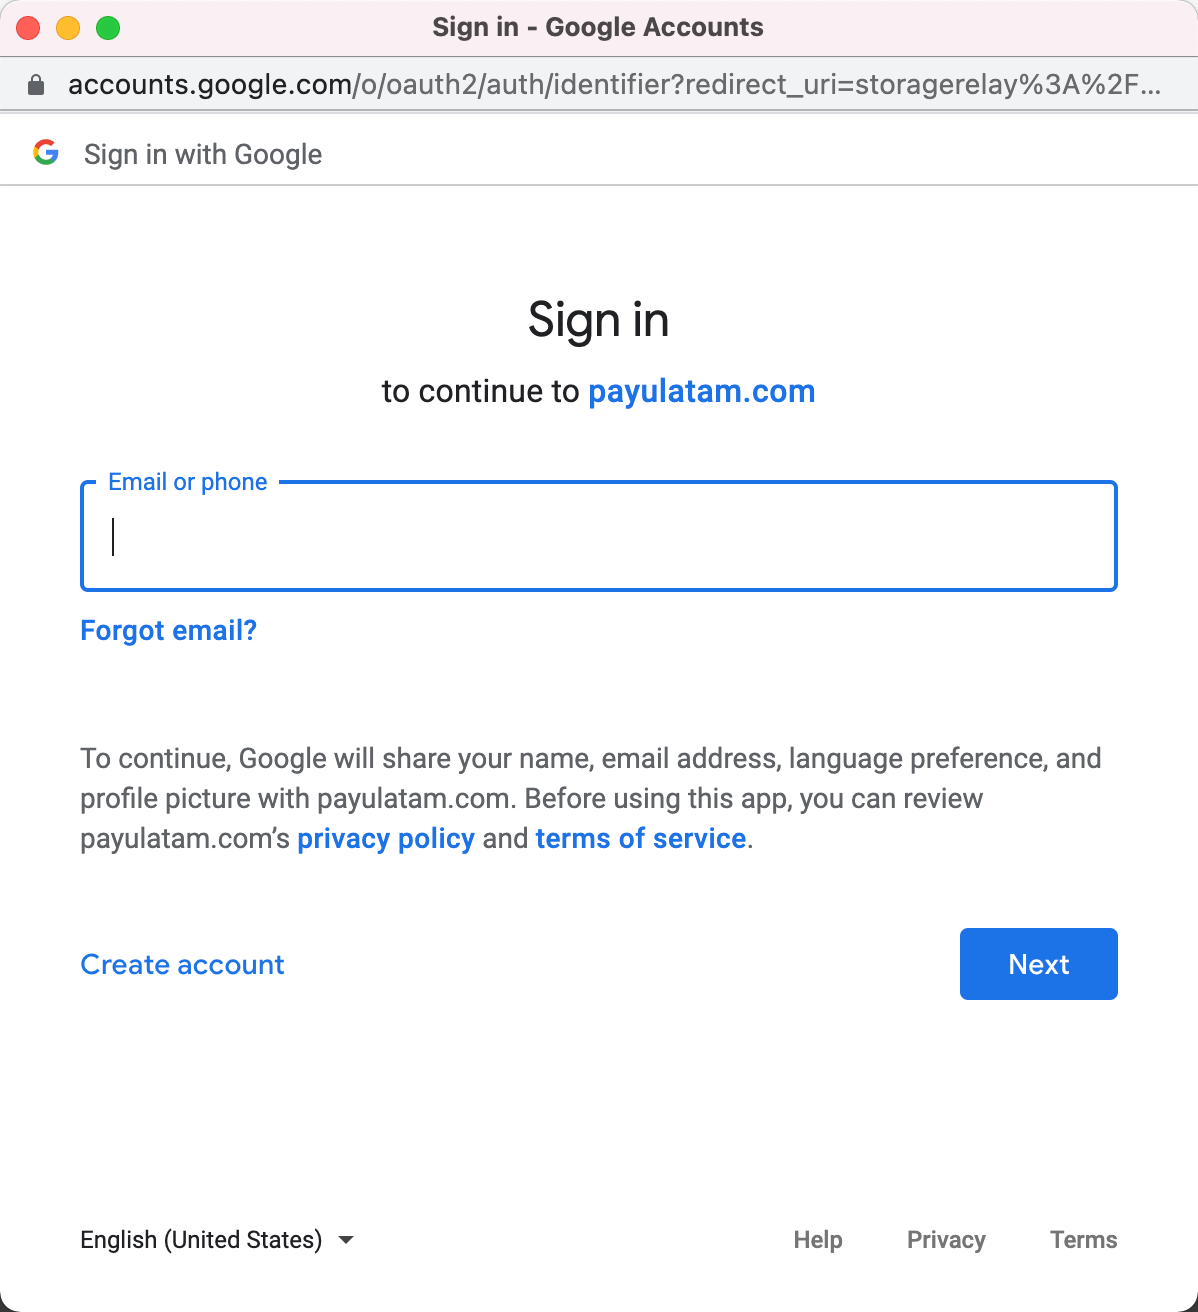 Sign in - Google Accounts
accounts.google.com/o/oauth2/auth/identifier?redirect_uri=storagerelay%3A%2F...
Sign in with Google
Sign in
to continue to payulatam.com
Email or phone
Forgot email?
To continue, Google will share your name, email address, language preference, and
profile picture with payulatam.com. Before using this app, you can review
payulatam.com’s privacy policy and terms of service.
Create account
Next
English (United States)
Help
Privacy
Terms